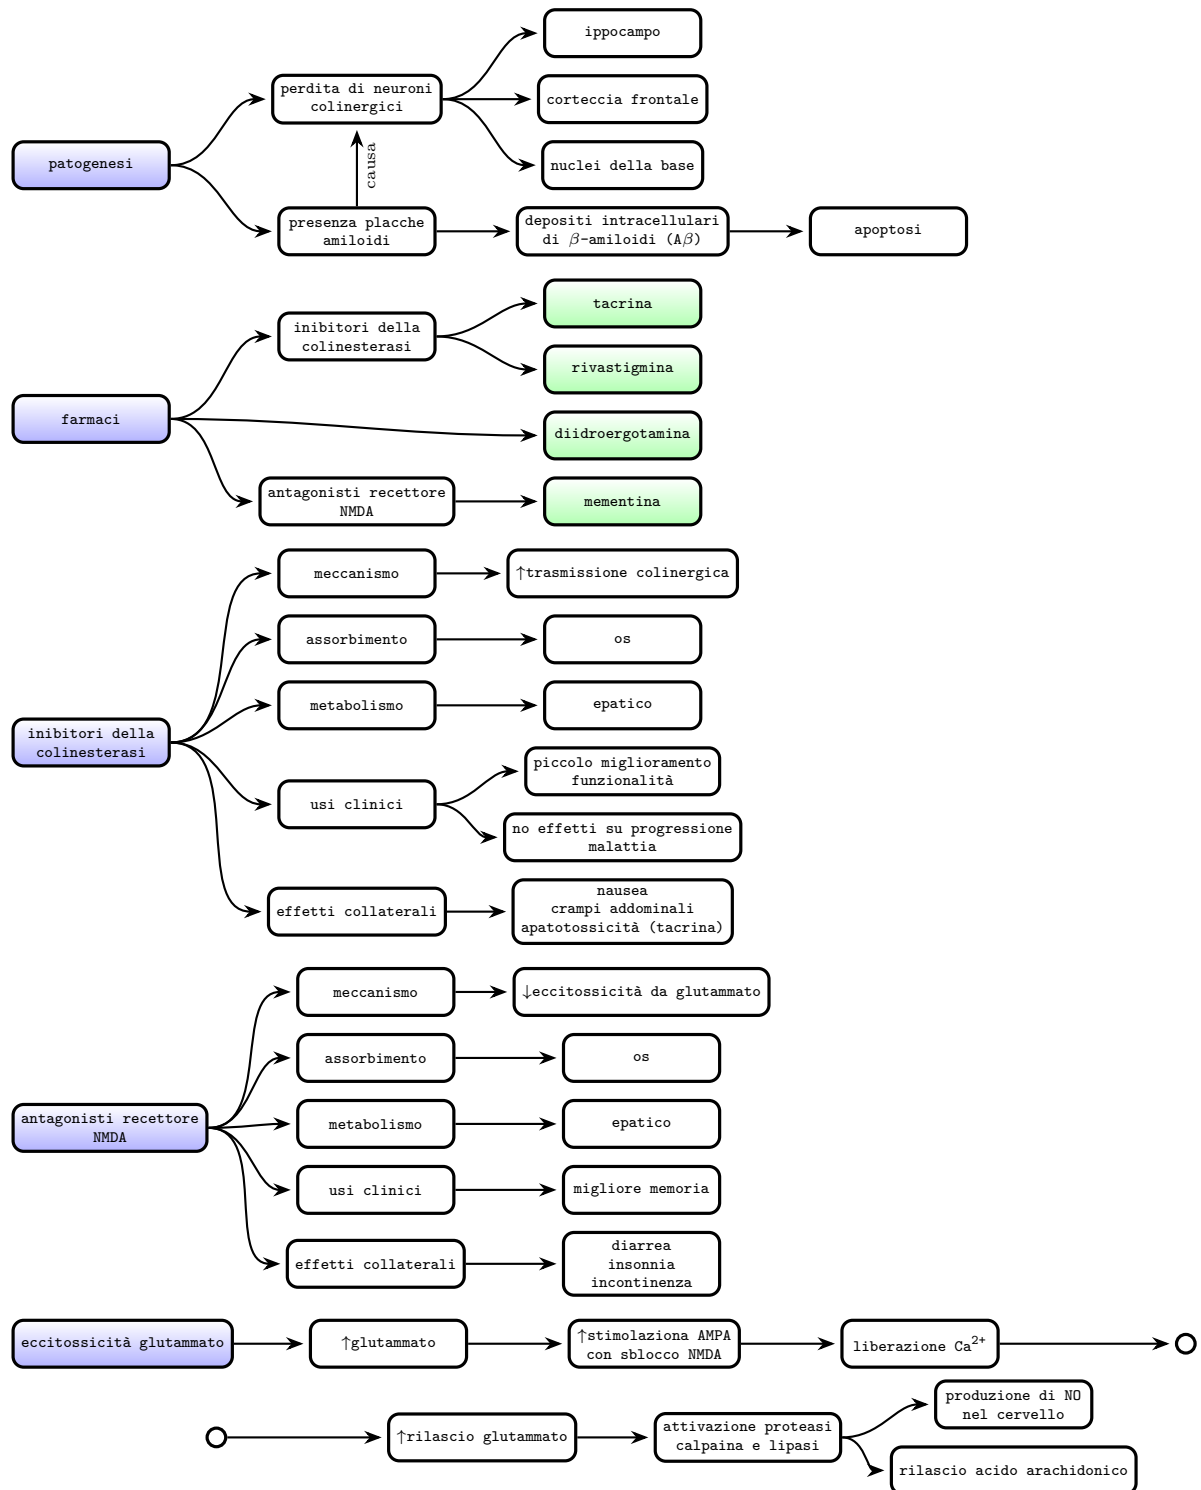 patogenesi
perdita di neuroni
colinergici
ippocampo
corteccia frontale
nuclei della base
causa
presenza placche
amiloidi
depositi intracellulari
di β-amiloidi (Aβ)
apoptosi
farmaci
inibitori della
colinesterasi
tacrina
rivastigmina
diidroergotamina
antagonisti recettore
NMDA
mementina
inibitori della
colinesterasi
meccanismo
↑trasmissione colinergica
assorbimento
os
metabolismo
epatico
usi clinici
piccolo miglioramento
funzionalità
no effetti su progressione
malattia
effetti collaterali
nausea
crampi addominali
apatotossicità (tacrina)
antagonisti recettore
NMDA
meccanismo
↓eccitossicità da glutammato
assorbimento
os
metabolismo
epatico
usi clinici
migliore memoria
effetti collaterali
diarrea
insonnia
incontinenza
eccitossicità glutammato
↑glutammato
↑stimolaziona AMPA
con sblocco NMDA
liberazione Ca²⁺
↑rilascio glutammato
attivazione proteasi
calpaina e lipasi
produzione di NO
nel cervello
rilascio acido arachidonico